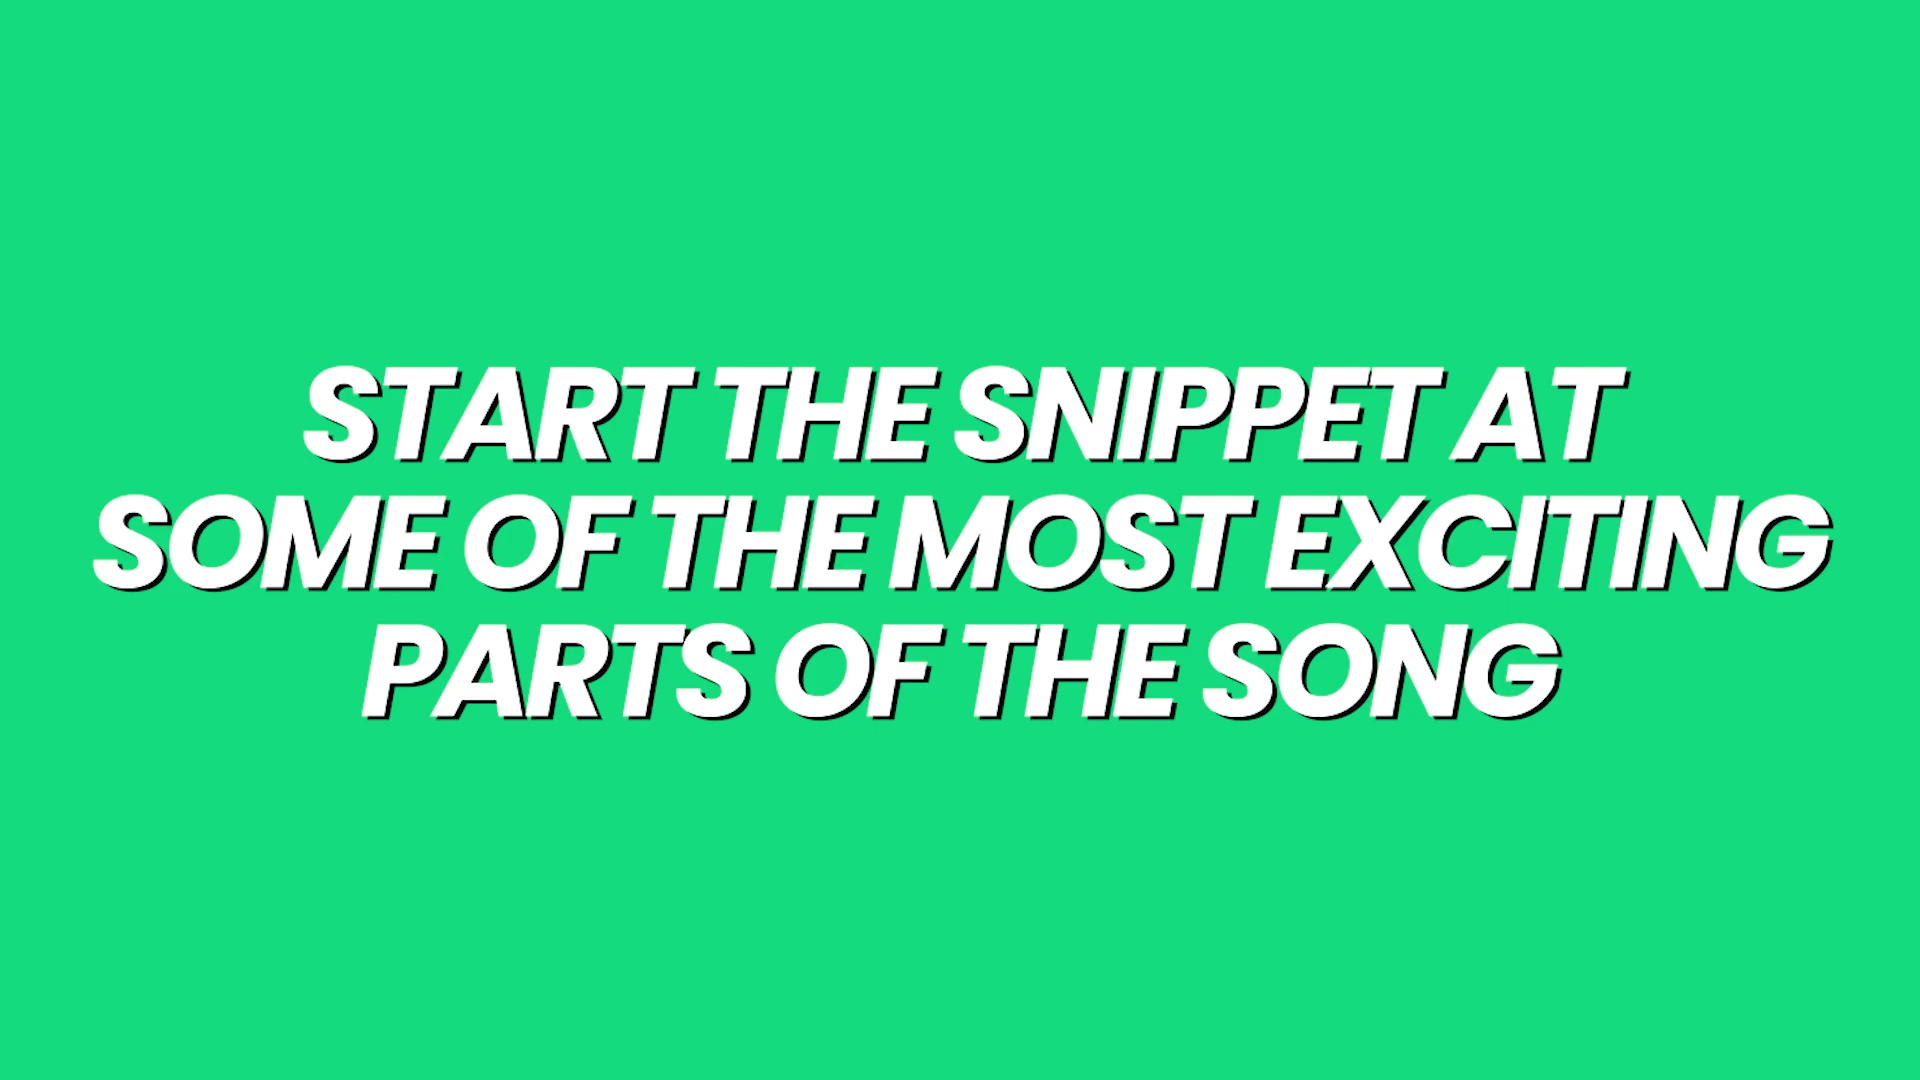 START THE SNIPPET AT
SOME OF THE MOST EXCITING
PARTS OF THE SONG